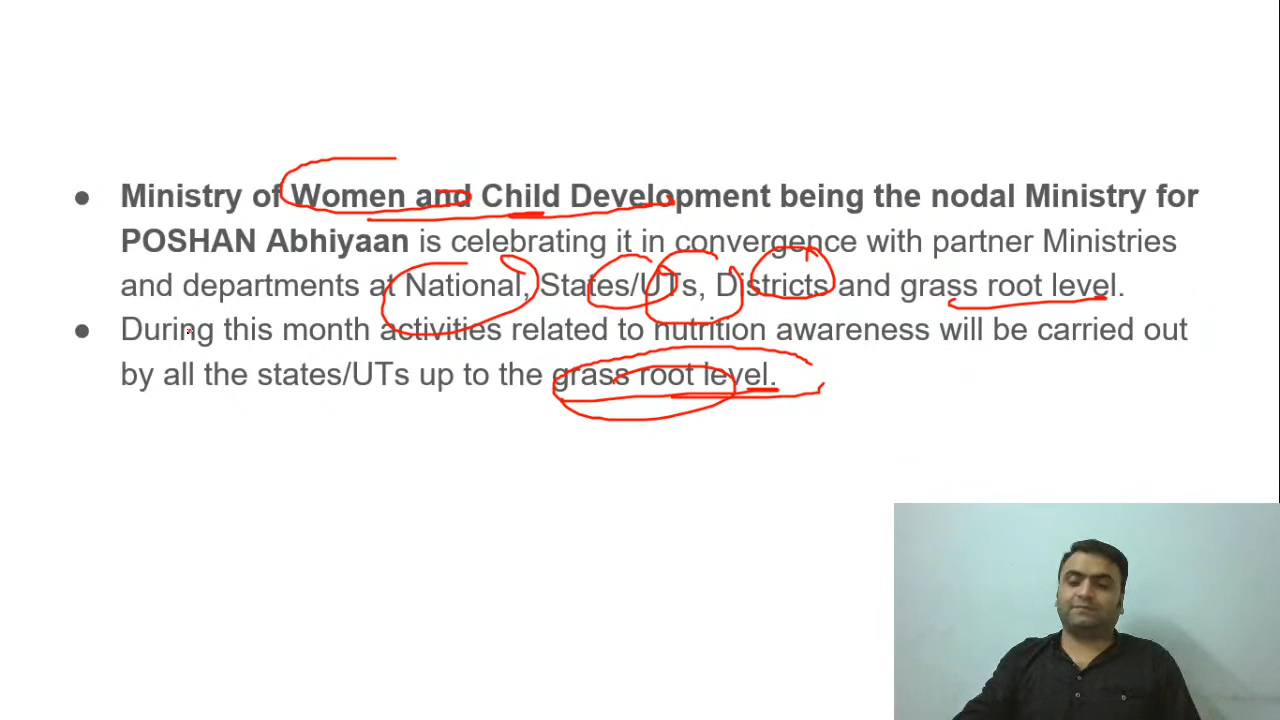 ● Ministry of Women and Child Development being the nodal Ministry for
POSHAN Abhiyaan is celebrating it in convergence with partner Ministries
and departments at National, States/UTs, Districts and grass root level.
● During this month activities related to nutrition awareness will be carried out
by all the states/UTs up to the grass root level.